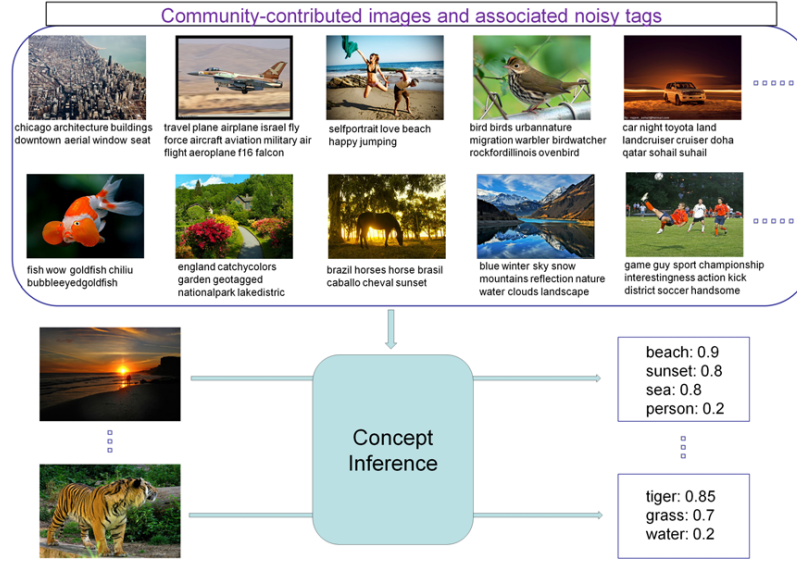 Community-contributed images and associated noisy tags
chicago architecture buildings
downtown aerial window seat
travel plane airplane israel fly
force aircraft aviation military air
flight aeroplane f16 falcon
selfportrait love beach
happy jumping
bird birds urbannature
migration warbler birdwatcher
rockfordillinois ovenbird
car night toyota land
landcruiser cruiser doha
qatar sohail suhail
fish wow goldfish chiliu
bubbleeyedgoldfish
england catchycolors
garden geotagged
nationalpark lakedistric
brazil horses horse brasil
caballo cheval sunset
blue winter sky snow
mountains reflection nature
water clouds landscape
game guy sport championship
interestingness action kick
district soccer handsome
Concept
Inference
beach: 0.9
sunset: 0.8
sea: 0.8
person: 0.2
tiger: 0.85
grass: 0.7
water: 0.2